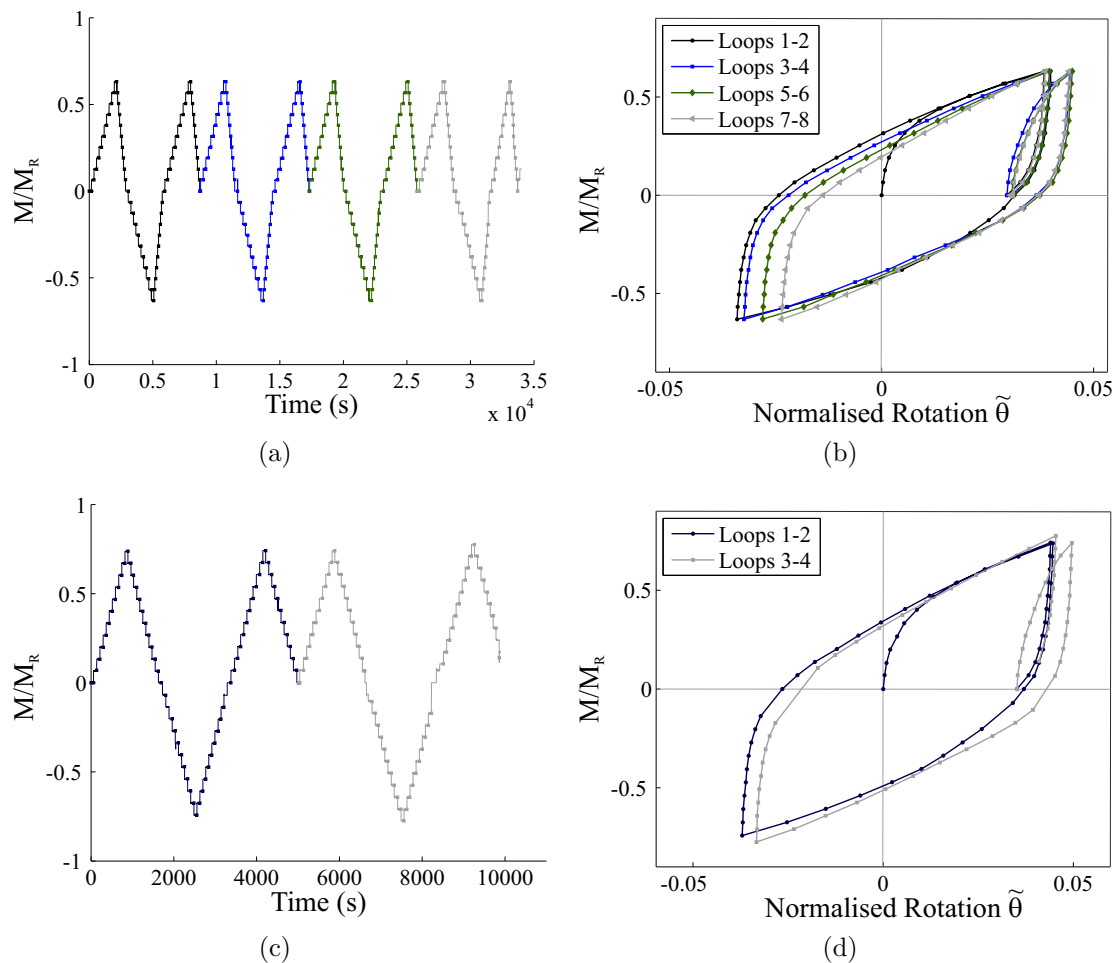 1
0.5
0
-0.5
-1
M/M_R
0 0.5 1 1.5 2 2.5 3 3.5
x 10^4
Time (s)
(a)
Loops 1-2
Loops 3-4
Loops 5-6
Loops 7-8
0.5
0
-0.5
M/M_R
-0.05 0 0.05
Normalised Rotation θ̃
(b)
1
0.5
0
-0.5
-1
M/M_R
0 2000 4000 6000 8000 10000
Time (s)
(c)
Loops 1-2
Loops 3-4
0.5
0
-0.5
M/M_R
-0.05 0 0.05
Normalised Rotation θ̃
(d)